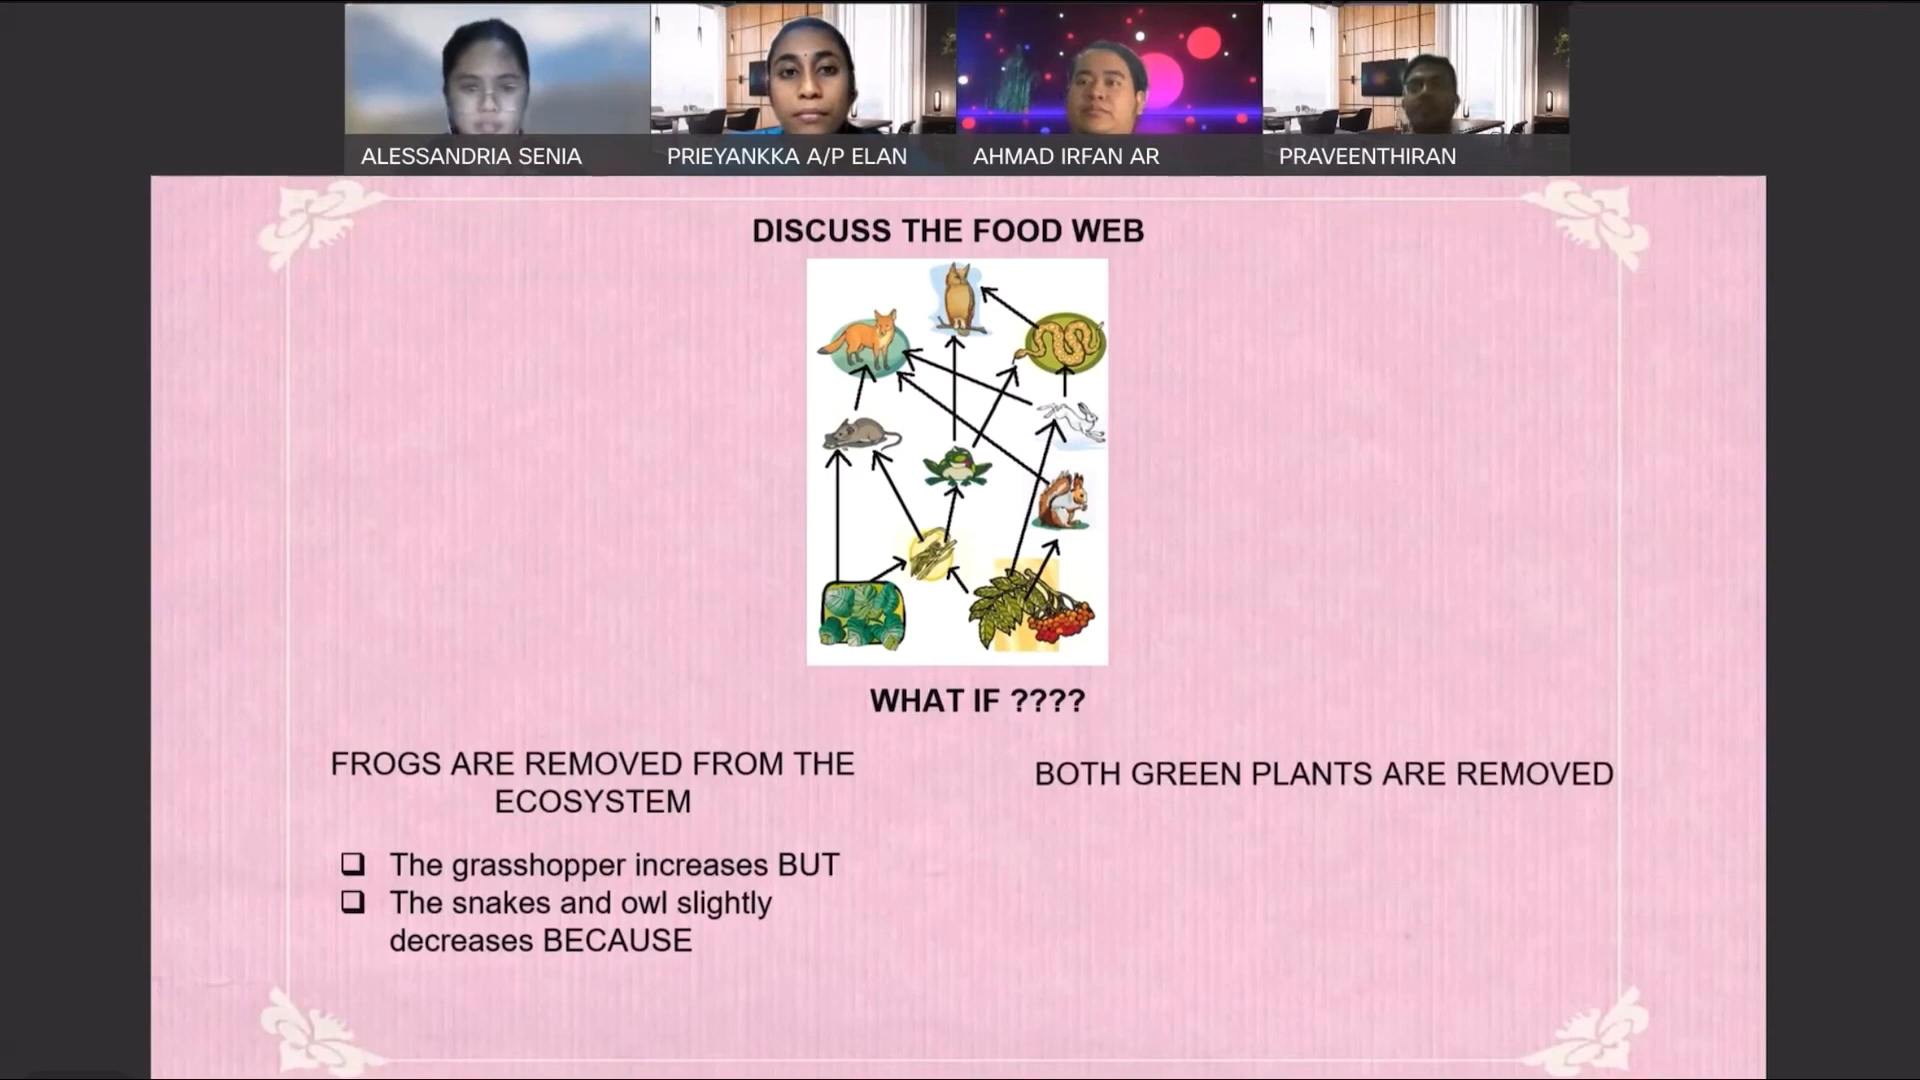 ALESSANDRIA SENIA
PRIEYANKKA A/P ELAN
AHMAD IRFAN AR
PRAVEENTHIRAN
DISCUSS THE FOOD WEB
WHAT IF ????
FROGS ARE REMOVED FROM THE
ECOSYSTEM
The grasshopper increases BUT
The snakes and owl slightly
decreases BECAUSE
BOTH GREEN PLANTS ARE REMOVED